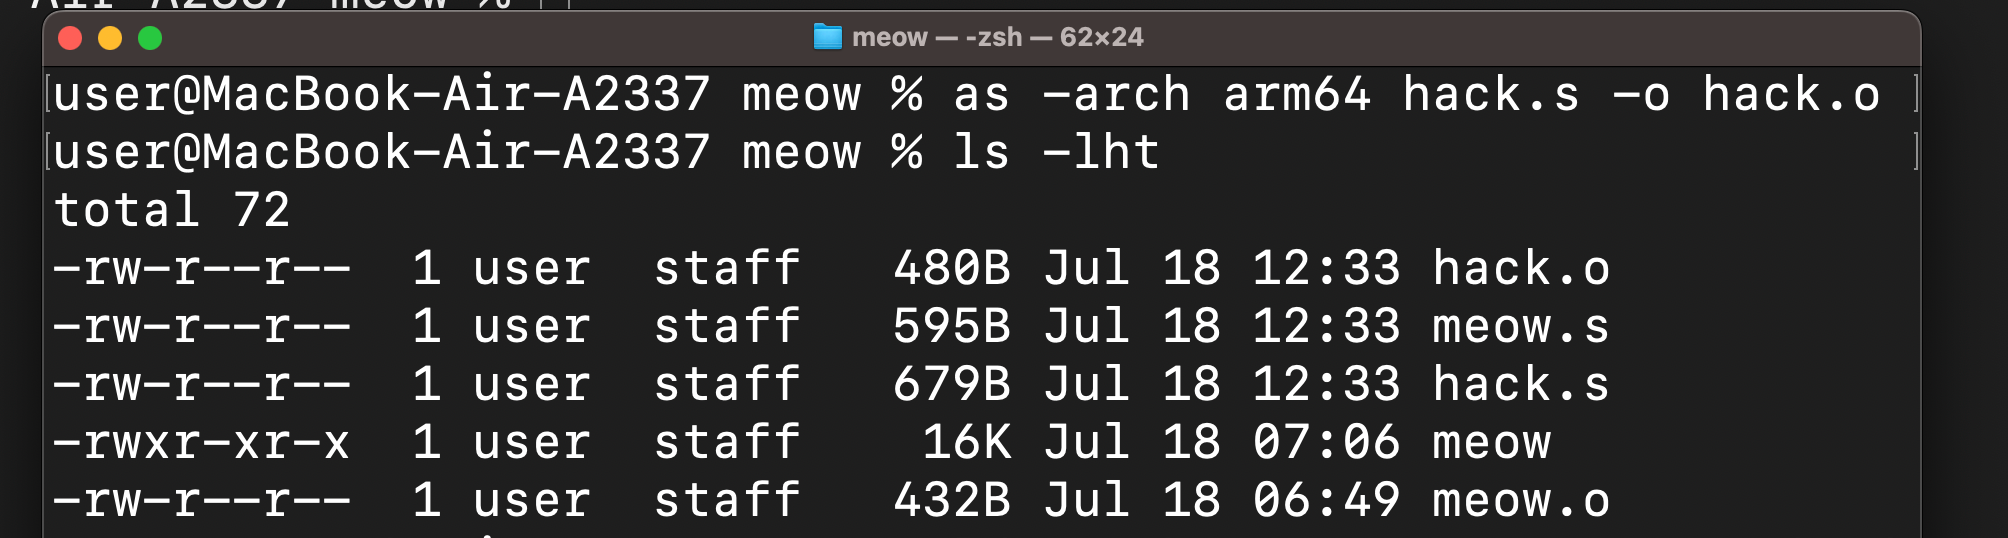 Air-A2337 meow %
meow — -zsh — 62×24
user@MacBook-Air-A2337 meow % as -arch arm64 hack.s -o hack.o
user@MacBook-Air-A2337 meow % ls -lht
total 72
-rw-r--r--  1 user  staff   480B Jul 18 12:33 hack.o
-rw-r--r--  1 user  staff   595B Jul 18 12:33 meow.s
-rw-r--r--  1 user  staff   679B Jul 18 12:33 hack.s
-rwxr-xr-x  1 user  staff    16K Jul 18 07:06 meow
-rw-r--r--  1 user  staff   432B Jul 18 06:49 meow.o